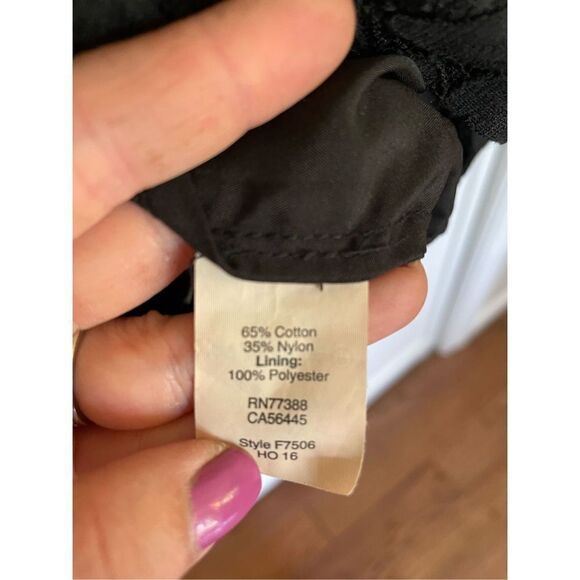 65% Cotton
35% Nylon
Lining:
100% Polyester
RN77388
CA56445
Style F7506
HO 16